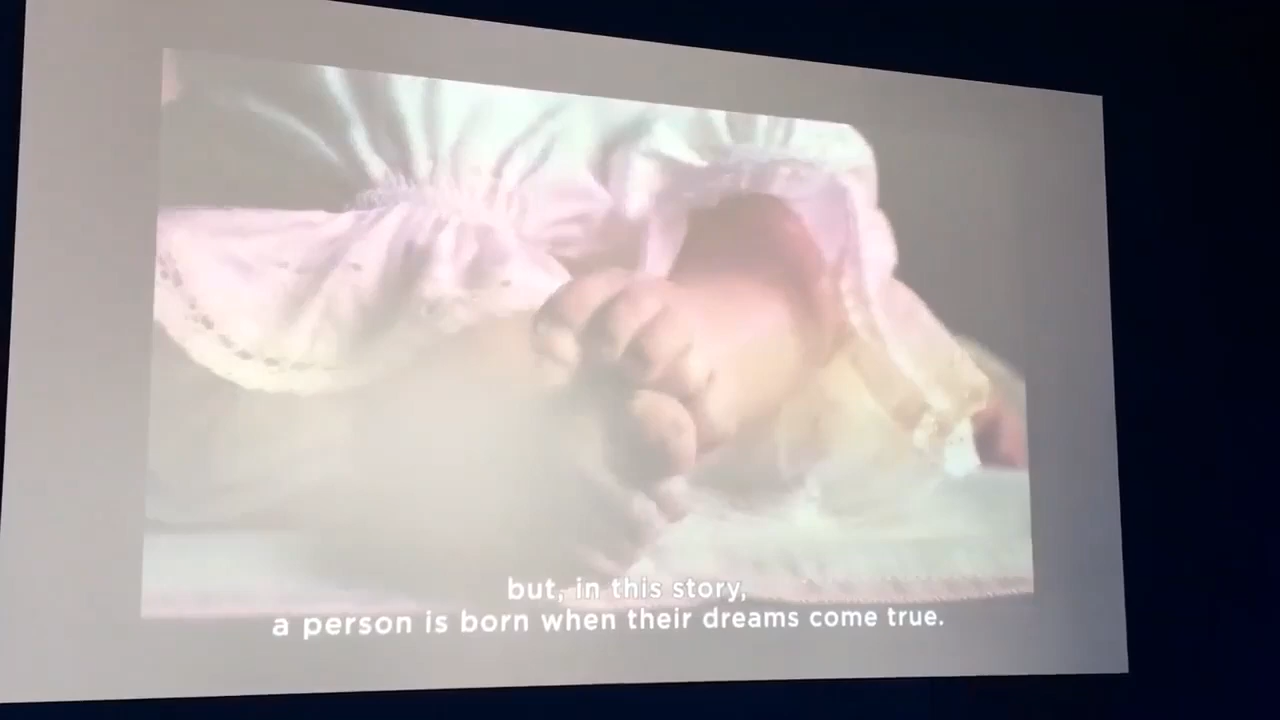 but, in this story,
a person is born when their dreams come true.